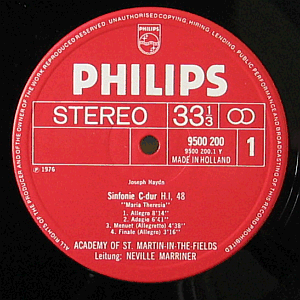 ALL RIGHTS OF THE PRODUCER AND OF THE OWNER OF THE WORK REPRODUCED RESERVED. UNAUTHORISED COPYING, HIRING, LENDING, PUBLIC PERFORMANCE AND BROADCASTING OF THIS RECORD PROHIBITED
PHILIPS
PHILIPS
STEREO 33 1/3 ∞
9500 200
9500 200.1 Y
MADE IN HOLLAND
1
℗ 1976
Joseph Haydn
Sinfonie C-dur H.I, 48
"Maria Theresia"
1. Allegro 8'14"
2. Adagio 6'41"
3. Menuet (Allegretto) 4'38"
4. Finale (Allegro) 3'16"
ACADEMY OF ST. MARTIN-IN-THE-FIELDS
Leitung: NEVILLE MARRINER